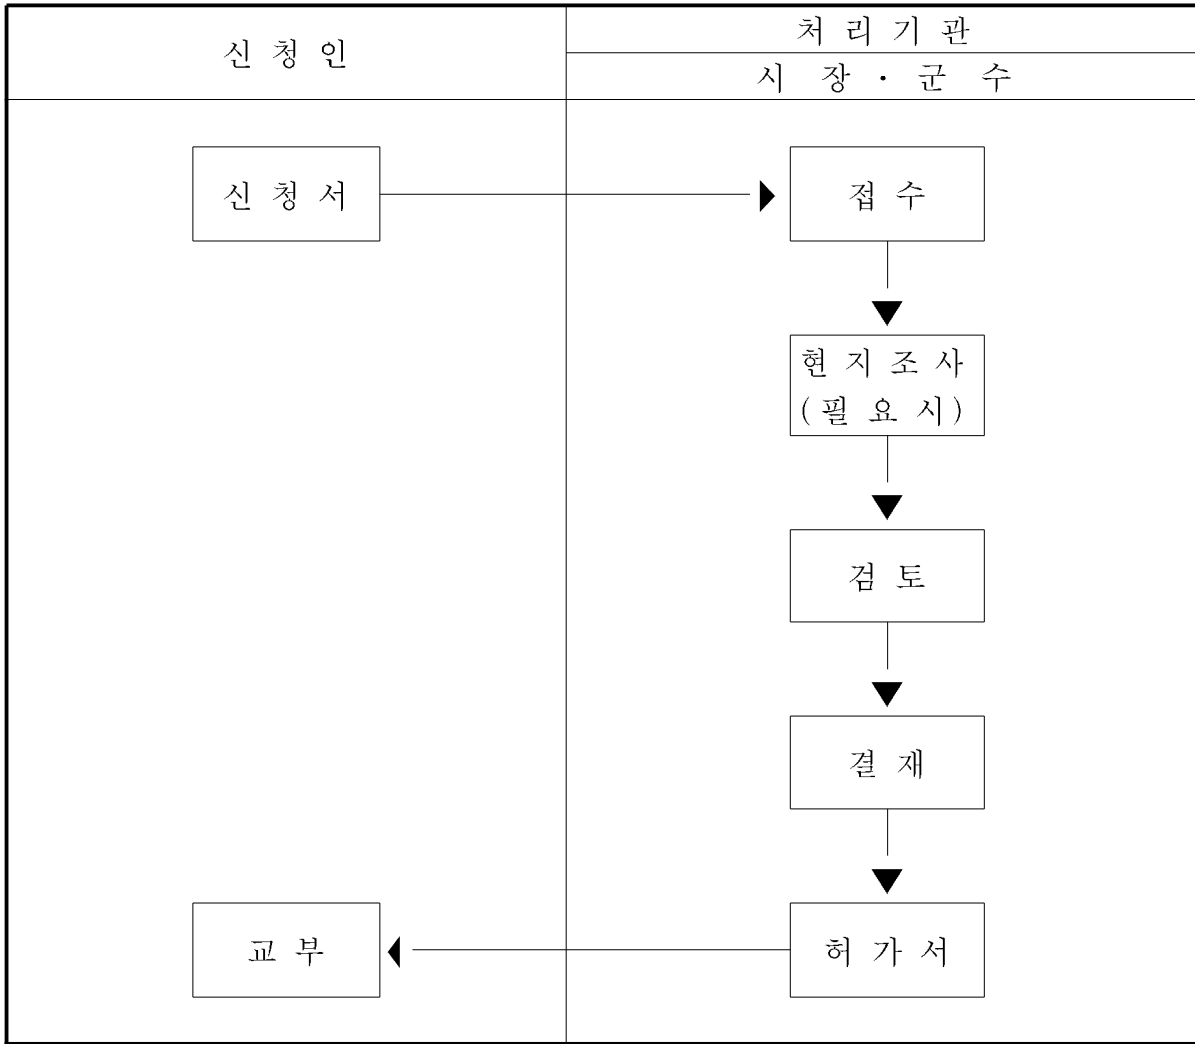 신 청 인
처 리 기 관
시 장 · 군 수
신 청 서
접 수
현 지 조 사
(필 요 시)
검 토
결 재
허 가 서
교 부